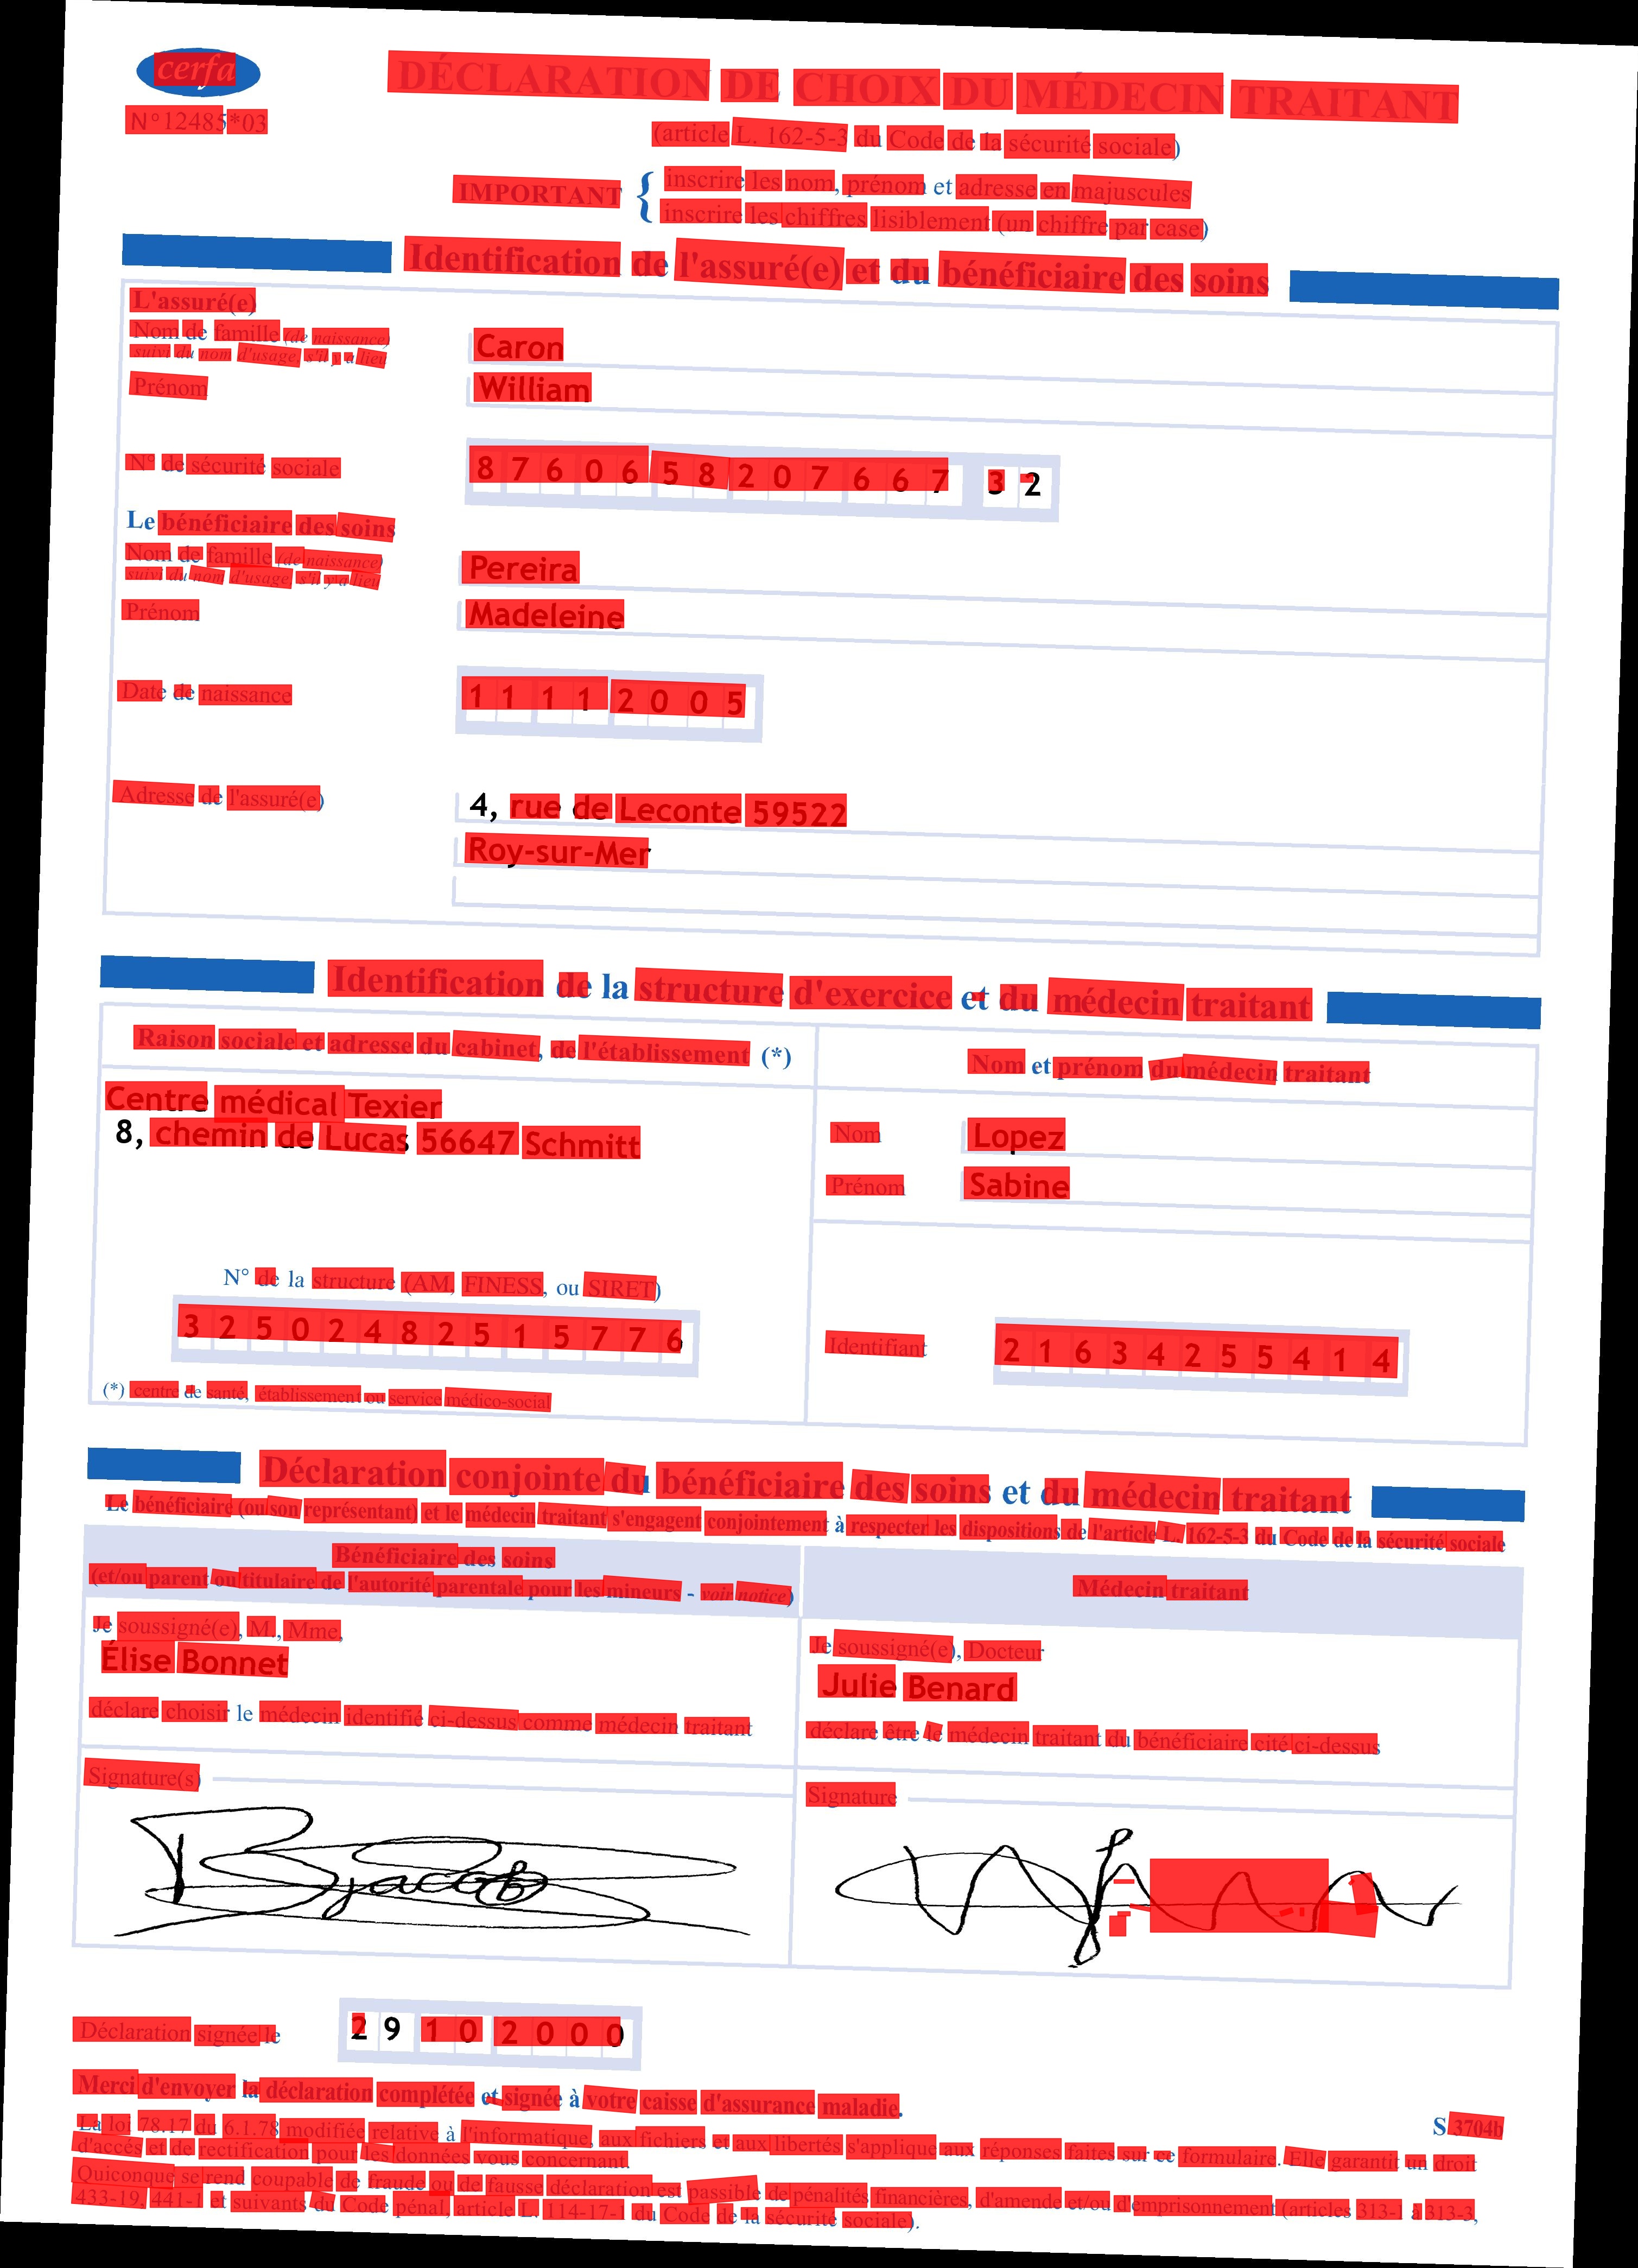 cerfa
N°12485*03
DÉCLARATION DE CHOIX DU MÉDECIN TRAITANT
(article L. 162-5-3 du Code de la sécurité sociale)
IMPORTANT { inscrire les nom, prénom et adresse en majuscules
inscrire les chiffres lisiblement (un chiffre par case)
Identification de l'assuré(e) et du bénéficiaire des soins
L'assuré(e)
Nom de famille (de naissance)
suivi du nom d'usage, s'il y a lieu
Caron
Prénom
William
N° de sécurité sociale
8 7 6 0 6 5 8 2 0 7 6 6 7 3 2
Le bénéficiaire des soins
Nom de famille (de naissance)
suivi du nom d'usage, s'il y a lieu
Pereira
Prénom
Madeleine
Date de naissance
1 1 1 1 2 0 0 5
Adresse de l'assuré(e)
4, rue de Leconte 59522
Roy-sur-Mer
Identification de la structure d'exercice et du médecin traitant
Raison sociale et adresse du cabinet, de l'établissement (*)
Centre médical Texier
8, chemin de Lucas 56647 Schmitt
N° de la structure (AM, FINESS, ou SIRET)
3 2 5 0 2 4 8 2 5 1 5 7 7 6
(*) centre de santé, établissement ou service médico-social
Nom et prénom du médecin traitant
Nom
Lopez
Prénom
Sabine
Identifiant
2 1 6 3 4 2 5 5 4 1 4
Déclaration conjointe du bénéficiaire des soins et du médecin traitant
Le bénéficiaire (ou son représentant) et le médecin traitant s'engagent conjointement à respecter les dispositions de l'article L. 162-5-3 du Code de la sécurité sociale
Bénéficiaire des soins
(et/ou parent ou titulaire de l'autorité parentale pour les mineurs - voir notice)
Je soussigné(e), M., Mme,
Élise Bonnet
déclare choisir le médecin identifié ci-dessus comme médecin traitant
Signature(s)
Médecin traitant
Je soussigné(e), Docteur
Julie Benard
déclare être le médecin traitant du bénéficiaire cité ci-dessus
Signature
Déclaration signée le
2 9 1 0 2 0 0 0
Merci d'envoyer la déclaration complétée et signée à votre caisse d'assurance maladie.
S 3704b
La loi 78.17 du 6.1.78 modifiée relative à l'informatique, aux fichiers et aux libertés s'applique aux réponses faites sur ce formulaire. Elle garantit un droit
d'accés et de rectification pour les données vous concernant.
Quiconque se rend coupable de fraude ou de fausse déclaration est passible de pénalités financières, d'amende et/ou d'emprisonnement (articles 313-1 à 313-3,
433-19, 441-1 et suivants du Code pénal, article L. 114-17-1 du Code de la sécurité sociale).